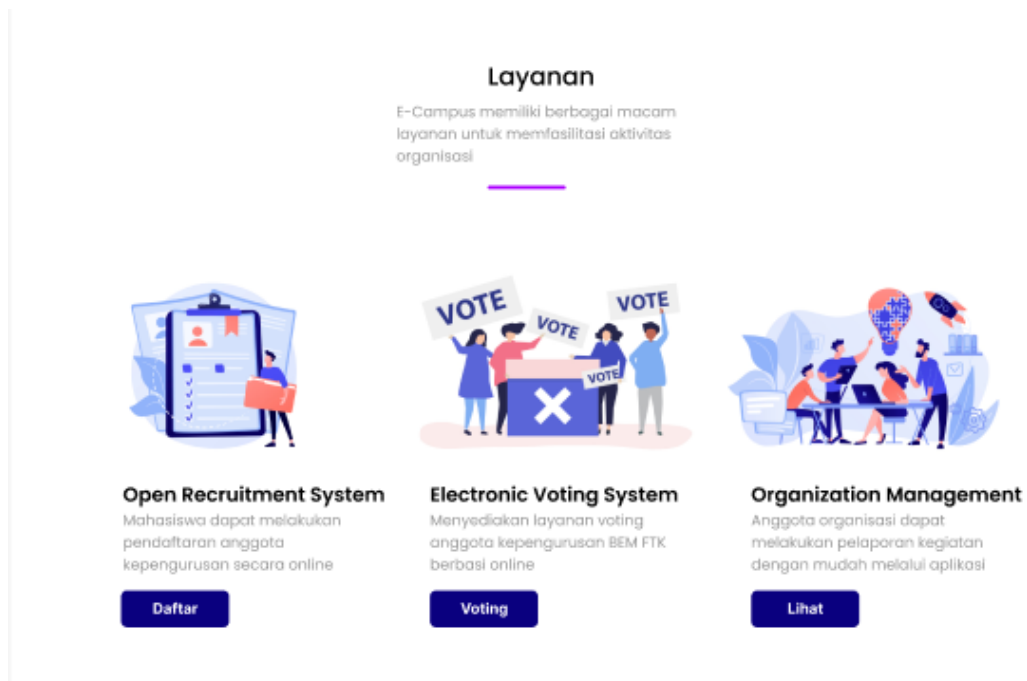 Layanan
E-Campus memiliki berbagai macam
layanan untuk memfasilitasi aktivitas
organisasi
VOTE
VOTE
VOTE
VOTE
Open Recruitment System
Mahasiswa dapat melakukan
pendaftaran anggota
kepengurusan secara online
Daftar
Electronic Voting System
Menyediakan layanan voting
anggota kepengurusan BEM FTK
berbasi online
Voting
Organization Management
Anggota organisasi dapat
melakukan pelaporan kegiatan
dengan mudah melalui aplikasi
Lihat